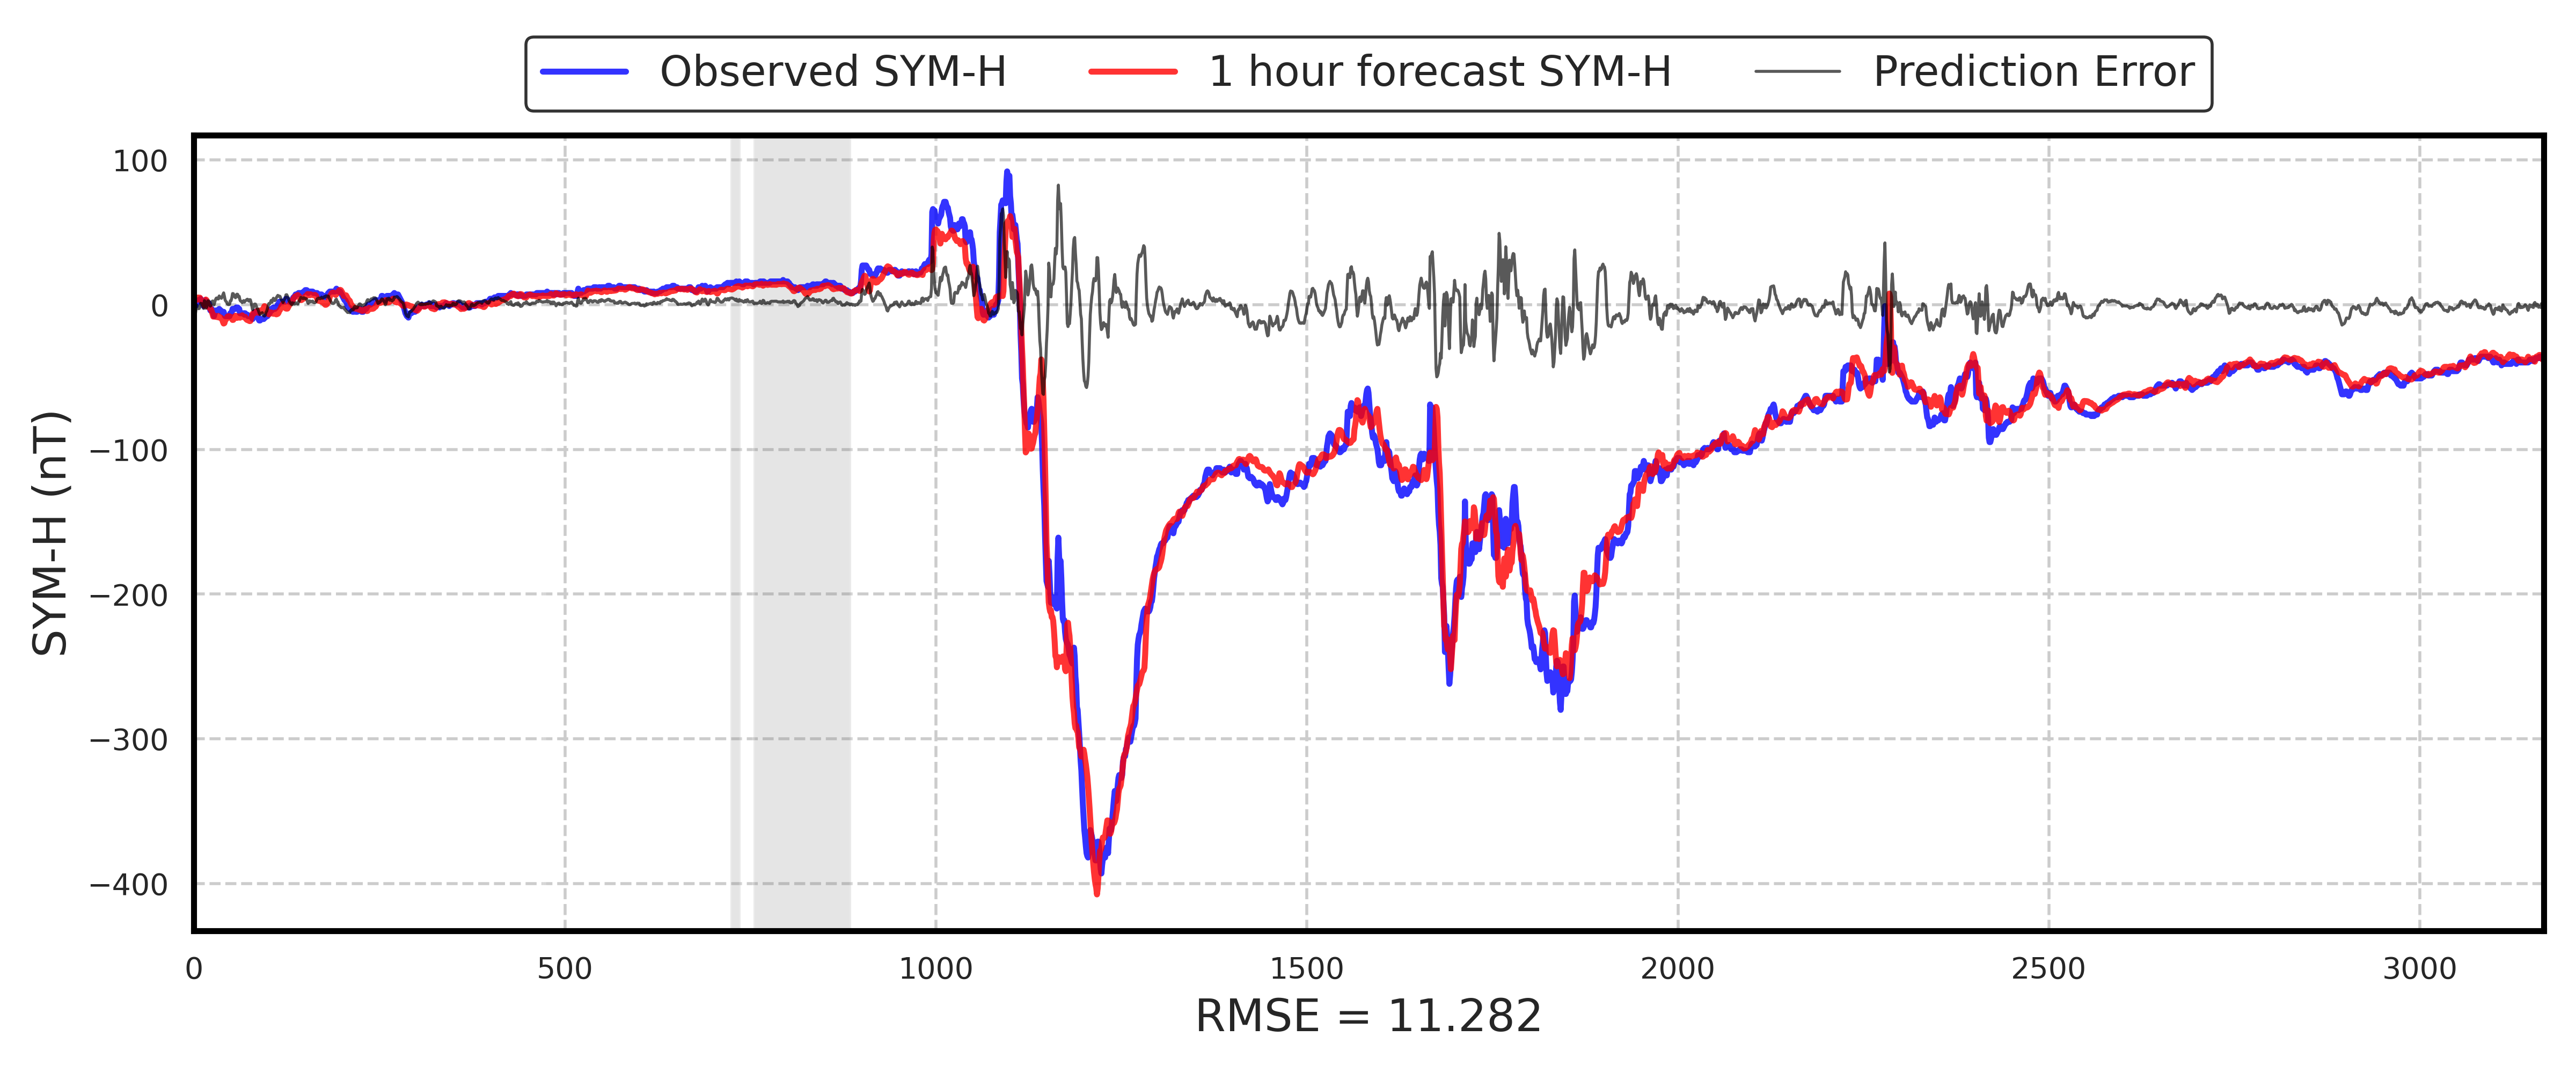 Observed SYM-H 1 hour forecast SYM-H Prediction Error
100
0
−100
−200
−300
−400
SYM-H (nT)
0 500 1000 1500 2000 2500 3000
RMSE = 11.282